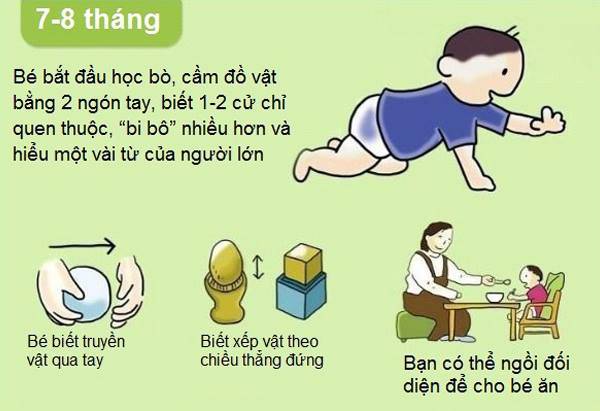 7-8 tháng
Bé bắt đầu học bò, cầm đồ vật
bằng 2 ngón tay, biết 1-2 cử chỉ
quen thuộc, “bi bô” nhiều hơn và
hiểu một vài từ của người lớn
Bé biết truyền
vật qua tay
Biết xếp vật theo
chiều thẳng đứng
Bạn có thể ngồi đối
diện để cho bé ăn